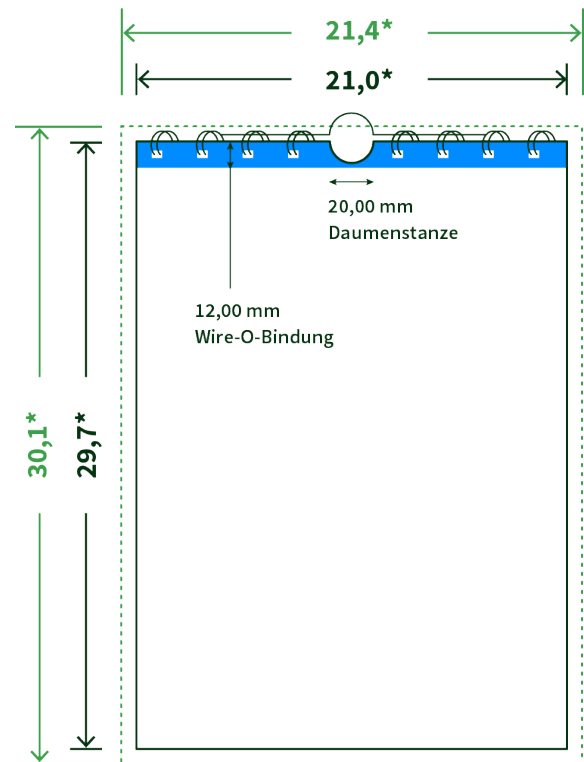 21,4*
21,0*
20,00 mm
Daumenstanze
12,00 mm
Wire-O-Bindung
30,1*
29,7*